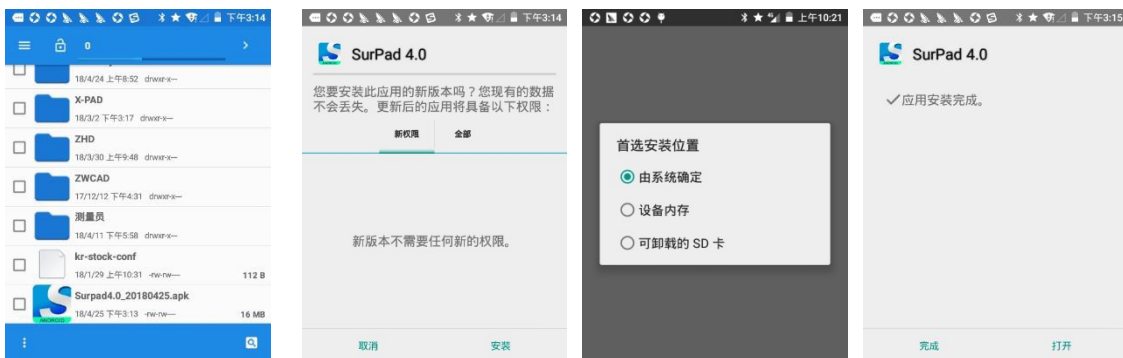 下午3:14
0
18/4/24 上午8:52 drwxr-x—
X-PAD
18/3/2 下午3:17 drwxr-x—
ZHD
18/3/30 上午9:48 drwxr-x—
ZWCAD
17/12/12 下午4:31 drwxr-x—
测量员
18/4/11 下午5:58 drwxr-x—
kr-stock-conf
18/1/29 上午10:31 -rw-rw— 112 B
Surpad4.0_20180425.apk
18/4/25 下午3:13 -rw-rw— 16 MB
ANDROID
下午3:14
SurPad 4.0
您要安装此应用的新版本吗？您现有的数据
不会丢失。更新后的应用将具备以下权限：
新权限 全部
新版本不需要任何新的权限。
取消 安装
上午10:21
首选安装位置
由系统确定
设备内存
可卸载的 SD 卡
下午3:15
SurPad 4.0
应用安装完成。
完成 打开